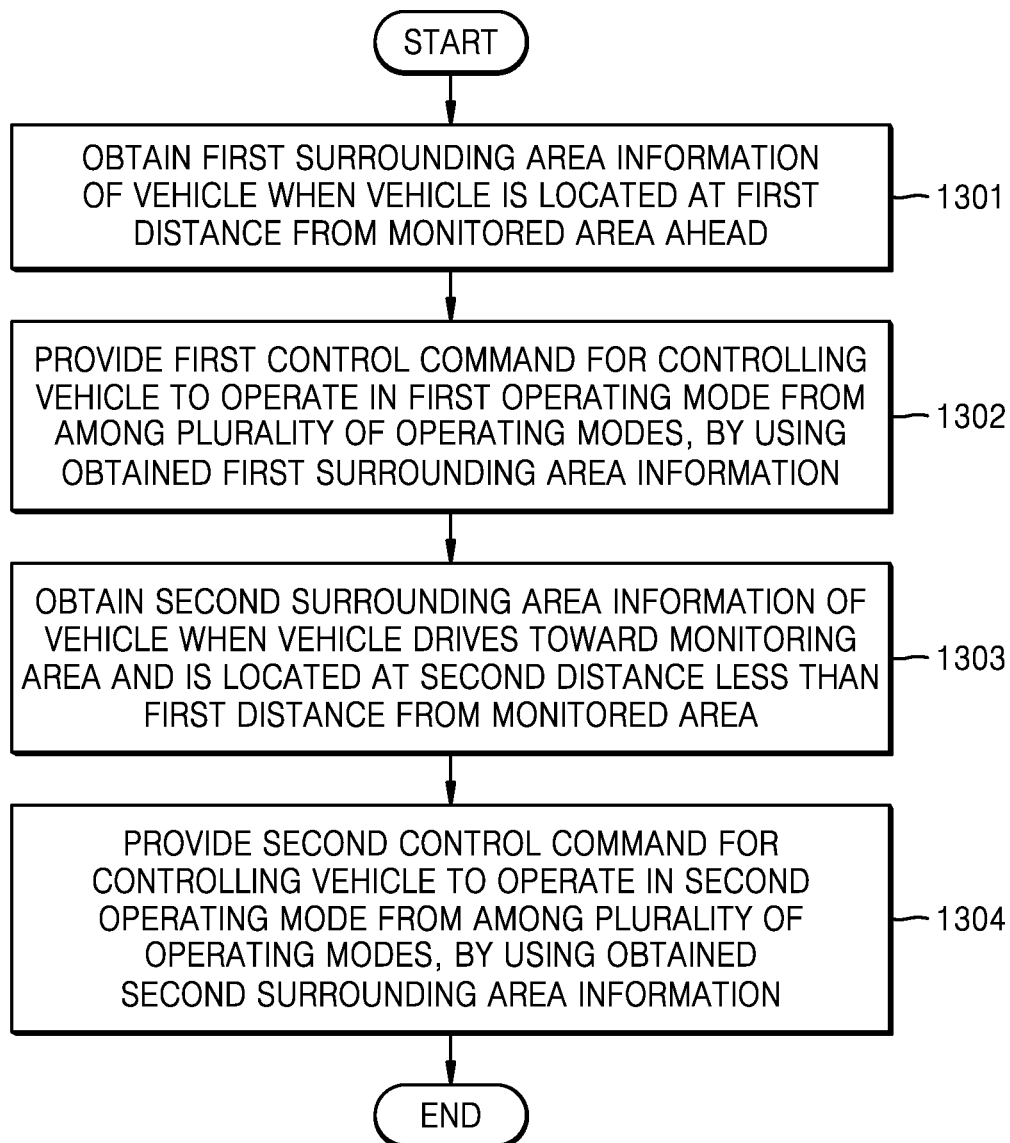 START
OBTAIN FIRST SURROUNDING AREA INFORMATION
OF VEHICLE WHEN VEHICLE IS LOCATED AT FIRST
DISTANCE FROM MONITORED AREA AHEAD
1301
PROVIDE FIRST CONTROL COMMAND FOR CONTROLLING
VEHICLE TO OPERATE IN FIRST OPERATING MODE FROM
AMONG PLURALITY OF OPERATING MODES, BY USING
OBTAINED FIRST SURROUNDING AREA INFORMATION
1302
OBTAIN SECOND SURROUNDING AREA INFORMATION OF
VEHICLE WHEN VEHICLE DRIVES TOWARD MONITORING
AREA AND IS LOCATED AT SECOND DISTANCE LESS THAN
FIRST DISTANCE FROM MONITORED AREA
1303
PROVIDE SECOND CONTROL COMMAND FOR
CONTROLLING VEHICLE TO OPERATE IN SECOND
OPERATING MODE FROM AMONG PLURALITY OF
OPERATING MODES, BY USING OBTAINED
SECOND SURROUNDING AREA INFORMATION
1304
END